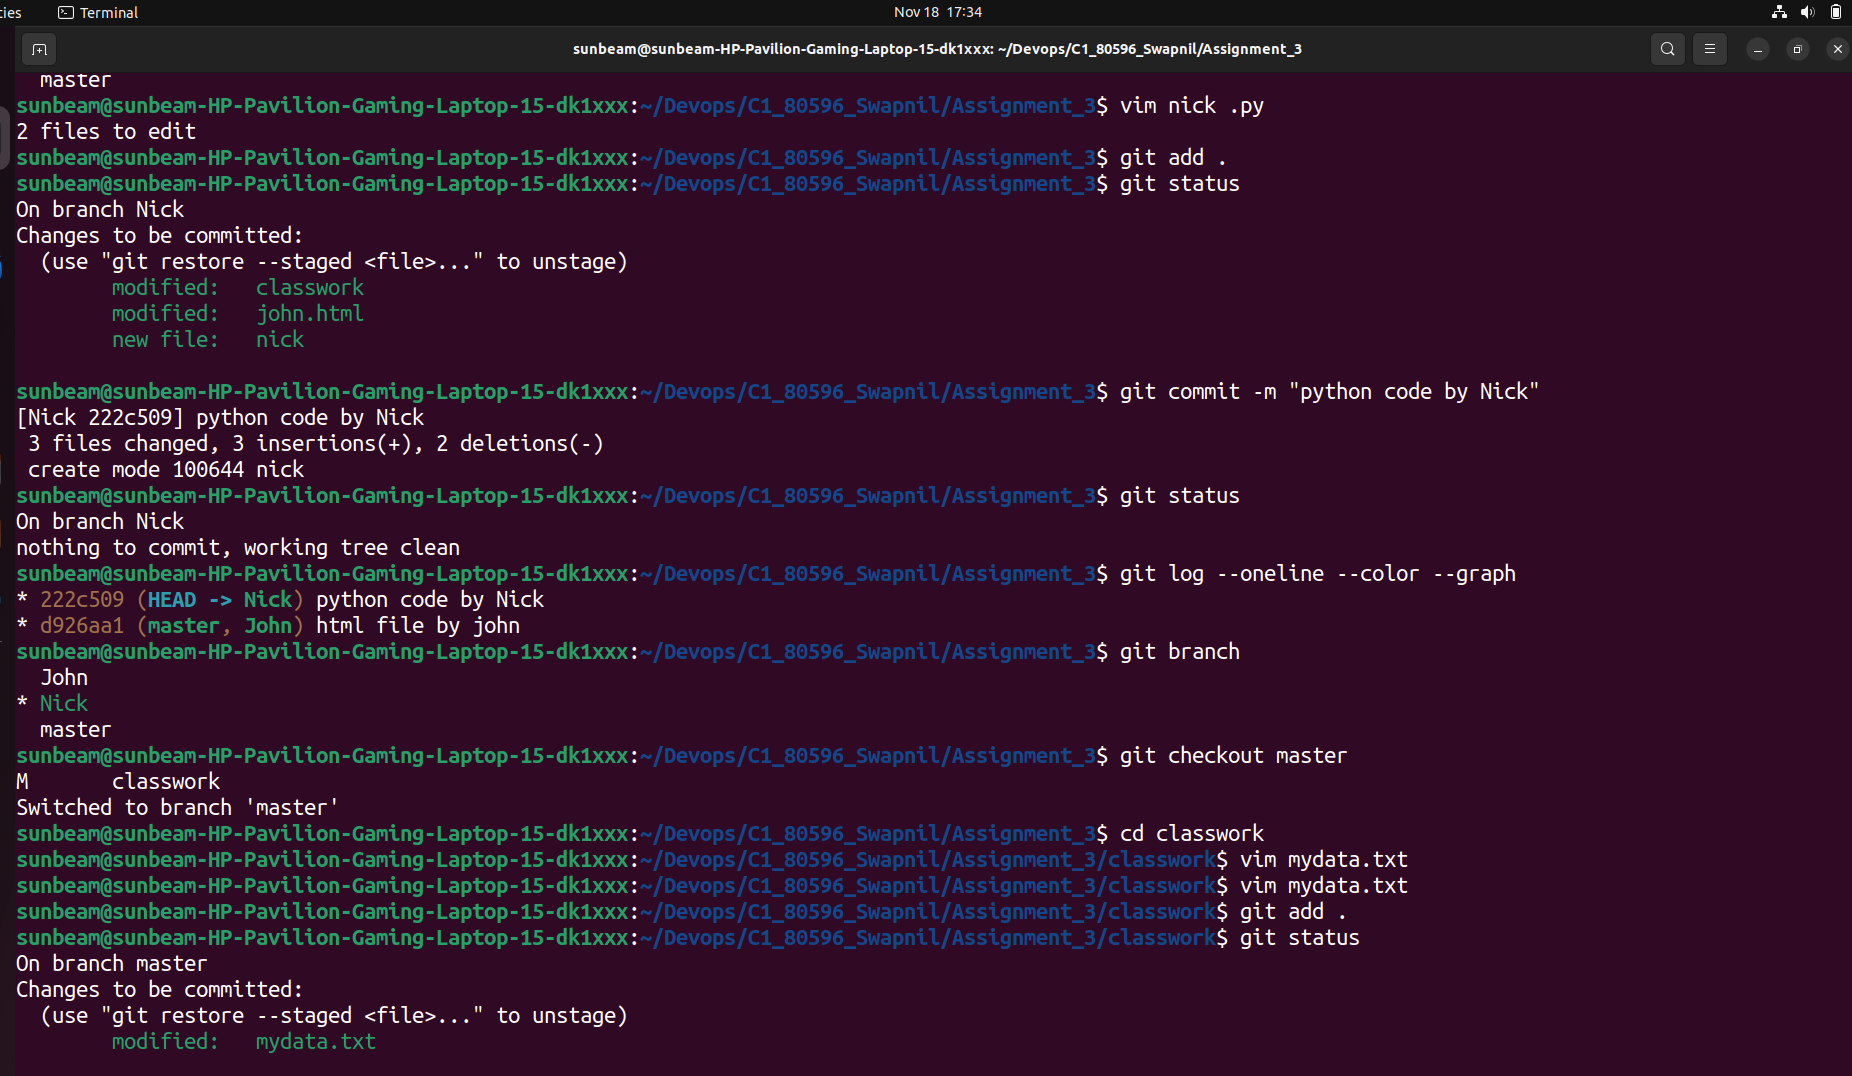 ies Terminal Nov 18 17:34
sunbeam@sunbeam-HP-Pavilion-Gaming-Laptop-15-dk1xxx: ~/Devops/C1_80596_Swapnil/Assignment_3
master
sunbeam@sunbeam-HP-Pavilion-Gaming-Laptop-15-dk1xxx:~/Devops/C1_80596_Swapnil/Assignment_3$ vim nick .py
2 files to edit
sunbeam@sunbeam-HP-Pavilion-Gaming-Laptop-15-dk1xxx:~/Devops/C1_80596_Swapnil/Assignment_3$ git add .
sunbeam@sunbeam-HP-Pavilion-Gaming-Laptop-15-dk1xxx:~/Devops/C1_80596_Swapnil/Assignment_3$ git status
On branch Nick
Changes to be committed:
(use "git restore --staged <file>..." to unstage)
modified: classwork
modified: john.html
new file: nick
sunbeam@sunbeam-HP-Pavilion-Gaming-Laptop-15-dk1xxx:~/Devops/C1_80596_Swapnil/Assignment_3$ git commit -m "python code by Nick"
[Nick 222c509] python code by Nick
3 files changed, 3 insertions(+), 2 deletions(-)
create mode 100644 nick
sunbeam@sunbeam-HP-Pavilion-Gaming-Laptop-15-dk1xxx:~/Devops/C1_80596_Swapnil/Assignment_3$ git status
On branch Nick
nothing to commit, working tree clean
sunbeam@sunbeam-HP-Pavilion-Gaming-Laptop-15-dk1xxx:~/Devops/C1_80596_Swapnil/Assignment_3$ git log --oneline --color --graph
* 222c509 (HEAD -> Nick) python code by Nick
* d926aa1 (master, John) html file by john
sunbeam@sunbeam-HP-Pavilion-Gaming-Laptop-15-dk1xxx:~/Devops/C1_80596_Swapnil/Assignment_3$ git branch
John
* Nick
master
sunbeam@sunbeam-HP-Pavilion-Gaming-Laptop-15-dk1xxx:~/Devops/C1_80596_Swapnil/Assignment_3$ git checkout master
M classwork
Switched to branch 'master'
sunbeam@sunbeam-HP-Pavilion-Gaming-Laptop-15-dk1xxx:~/Devops/C1_80596_Swapnil/Assignment_3$ cd classwork
sunbeam@sunbeam-HP-Pavilion-Gaming-Laptop-15-dk1xxx:~/Devops/C1_80596_Swapnil/Assignment_3/classwork$ vim mydata.txt
sunbeam@sunbeam-HP-Pavilion-Gaming-Laptop-15-dk1xxx:~/Devops/C1_80596_Swapnil/Assignment_3/classwork$ vim mydata.txt
sunbeam@sunbeam-HP-Pavilion-Gaming-Laptop-15-dk1xxx:~/Devops/C1_80596_Swapnil/Assignment_3/classwork$ git add .
sunbeam@sunbeam-HP-Pavilion-Gaming-Laptop-15-dk1xxx:~/Devops/C1_80596_Swapnil/Assignment_3/classwork$ git status
On branch master
Changes to be committed:
(use "git restore --staged <file>..." to unstage)
modified: mydata.txt